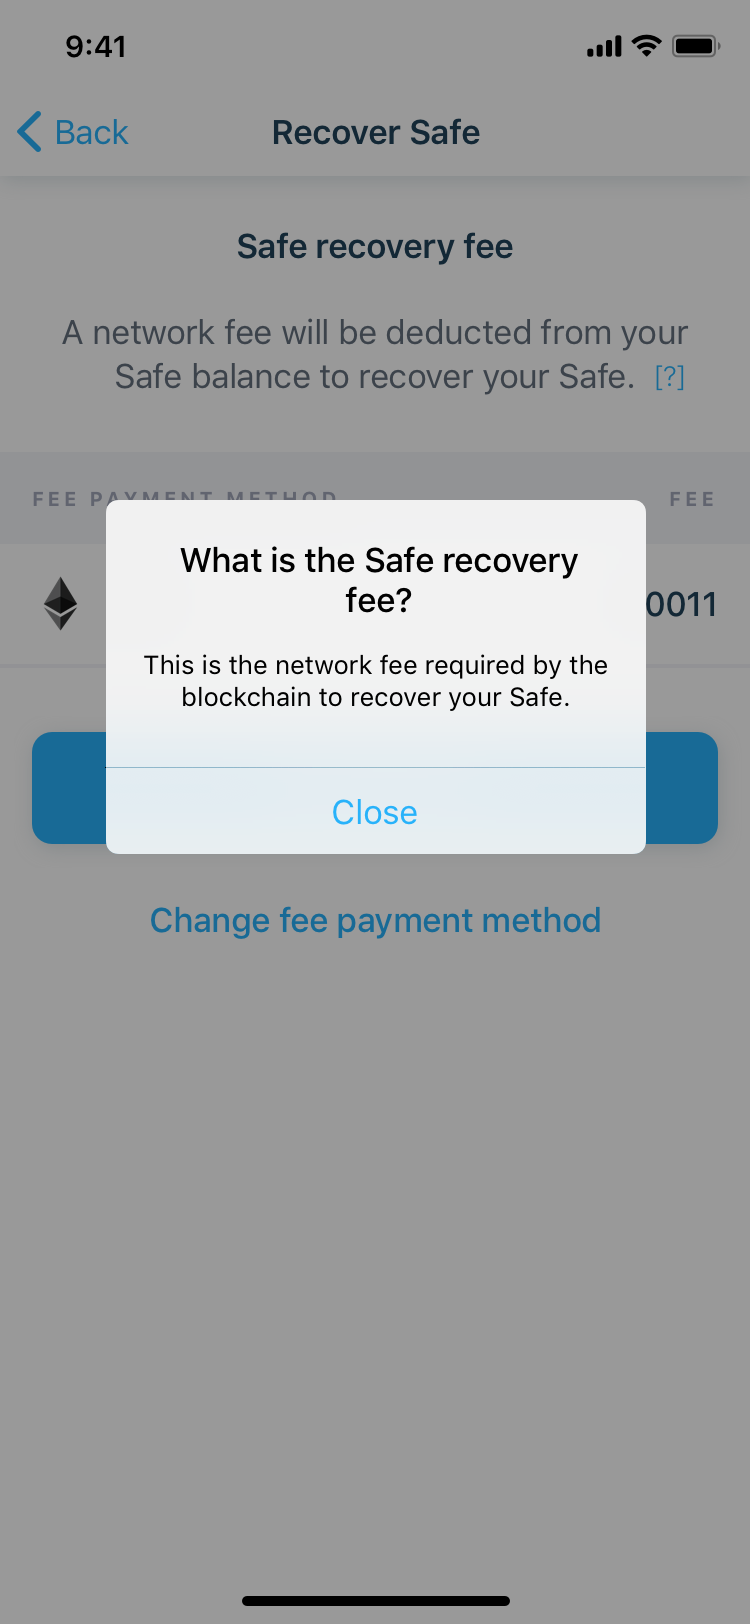 9:41
Back
Recover Safe
Safe recovery fee
A network fee will be deducted from your
Safe balance to recover your Safe. [?]
FEE PAYMENT METHOD
FEE
What is the Safe recovery
fee?
0011
This is the network fee required by the
blockchain to recover your Safe.
Close
Change fee payment method